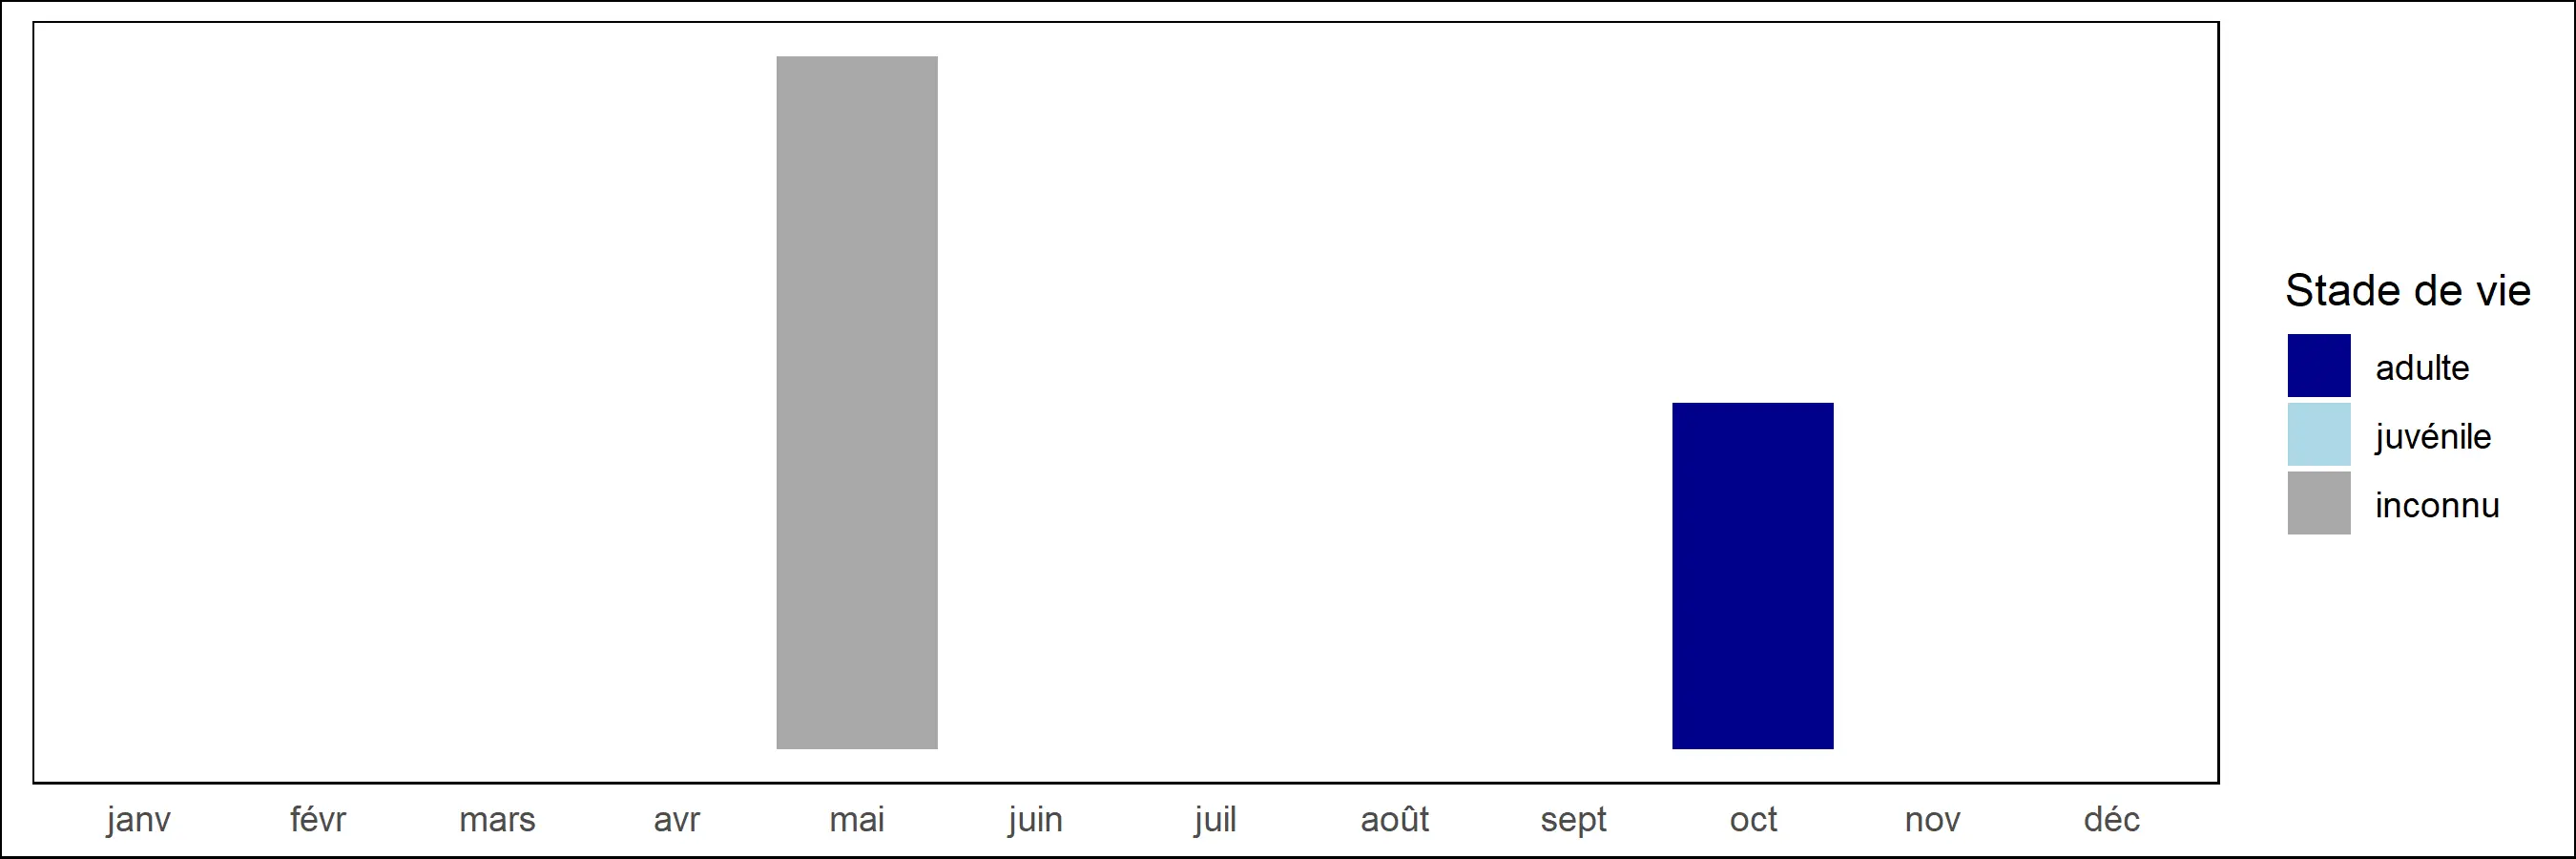 Stade de vie
adulte
juvénile
inconnu
janv févr mars avr mai juin juil août sept oct nov déc